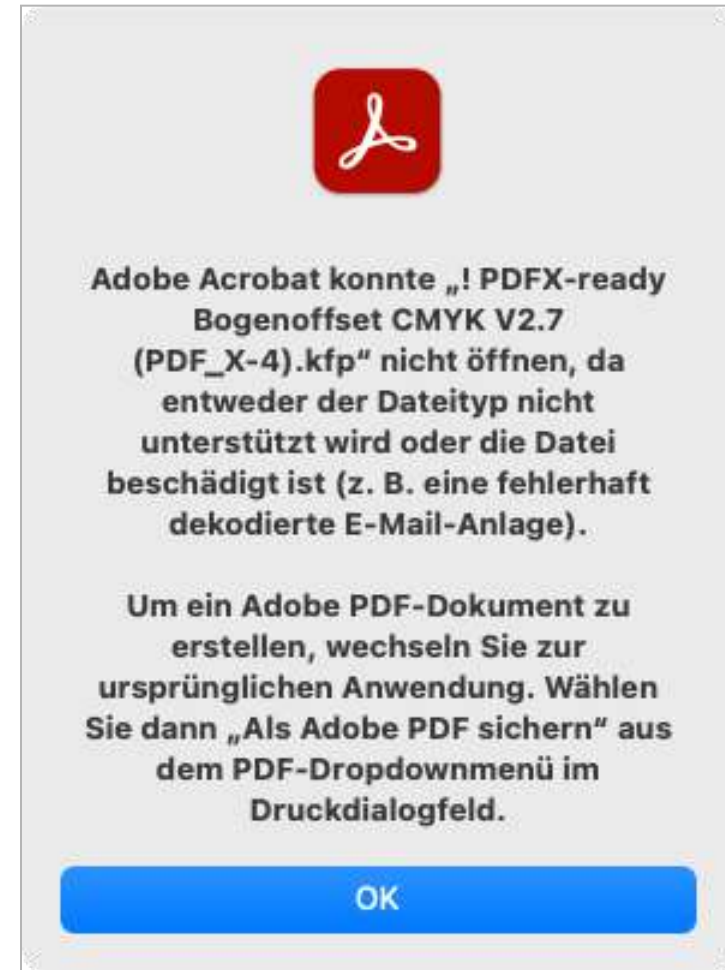 Adobe Acrobat konnte „! PDFX-ready
Bogenoffset CMYK V2.7
(PDF_X-4).kfp“ nicht öffnen, da
entweder der Dateityp nicht
unterstützt wird oder die Datei
beschädigt ist (z. B. eine fehlerhaft
dekodierte E-Mail-Anlage).
Um ein Adobe PDF-Dokument zu
erstellen, wechseln Sie zur
ursprünglichen Anwendung. Wählen
Sie dann „Als Adobe PDF sichern“ aus
dem PDF-Dropdownmenü im
Druckdialogfeld.
OK